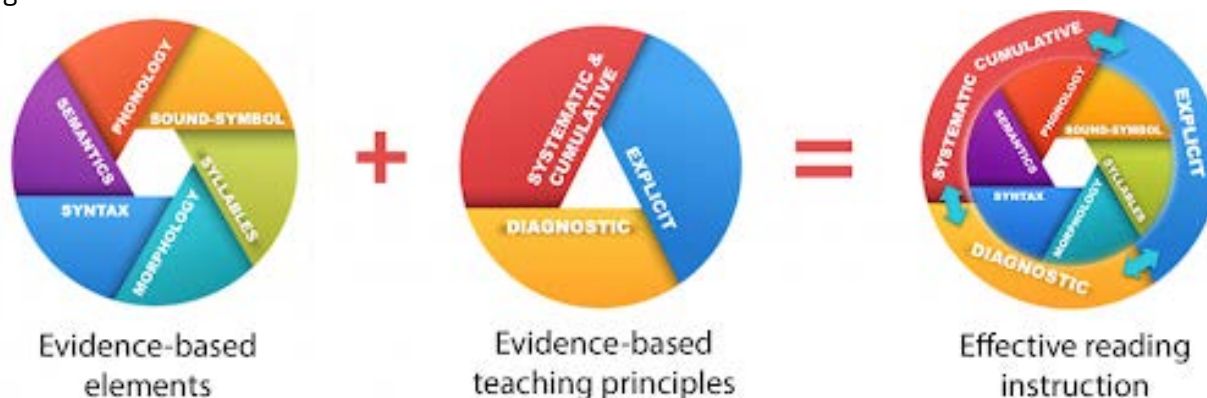 PHONOLOGY
SOUND-SYMBOL
SYLLABLES
MORPHOLOGY
SYNTAX
SEMANTICS
+
SYSTEMATIC &
CUMULATIVE
EXPLICIT
DIAGNOSTIC
=
SYSTEMATIC CUMULATIVE
EXPLICIT
DIAGNOSTIC
PHONOLOGY
SOUND-SYMBOL
SYLLABLES
MORPHOLOGY
SYNTAX
SEMANTICS
Evidence-based
elements
Evidence-based
teaching principles
Effective reading
instruction